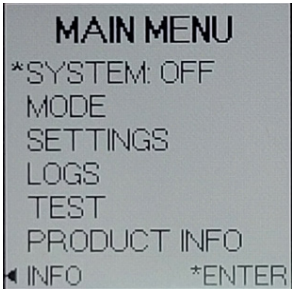 MAIN MENU
*SYSTEM: OFF
MODE
SETTINGS
LOGS
TEST
PRODUCT INFO
◄ INFO *ENTER